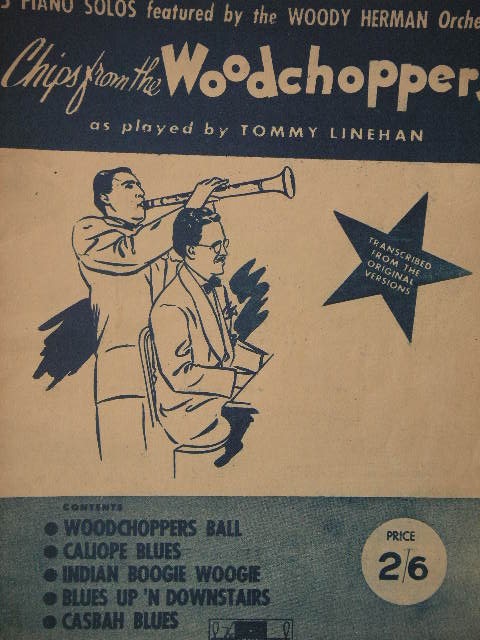 PIANO SOLOS featured by the WOODY HERMAN Orche
Chips from the Woodchoppers
as played by TOMMY LINEHAN
TRANSCRIBED
FROM THE
ORIGINAL
VERSIONS
CONTENTS
● WOODCHOPPERS BALL
● CALIOPE BLUES
● INDIAN BOOGIE WOOGIE
● BLUES UP 'N DOWNSTAIRS
● CASBAH BLUES
PRICE
2/6